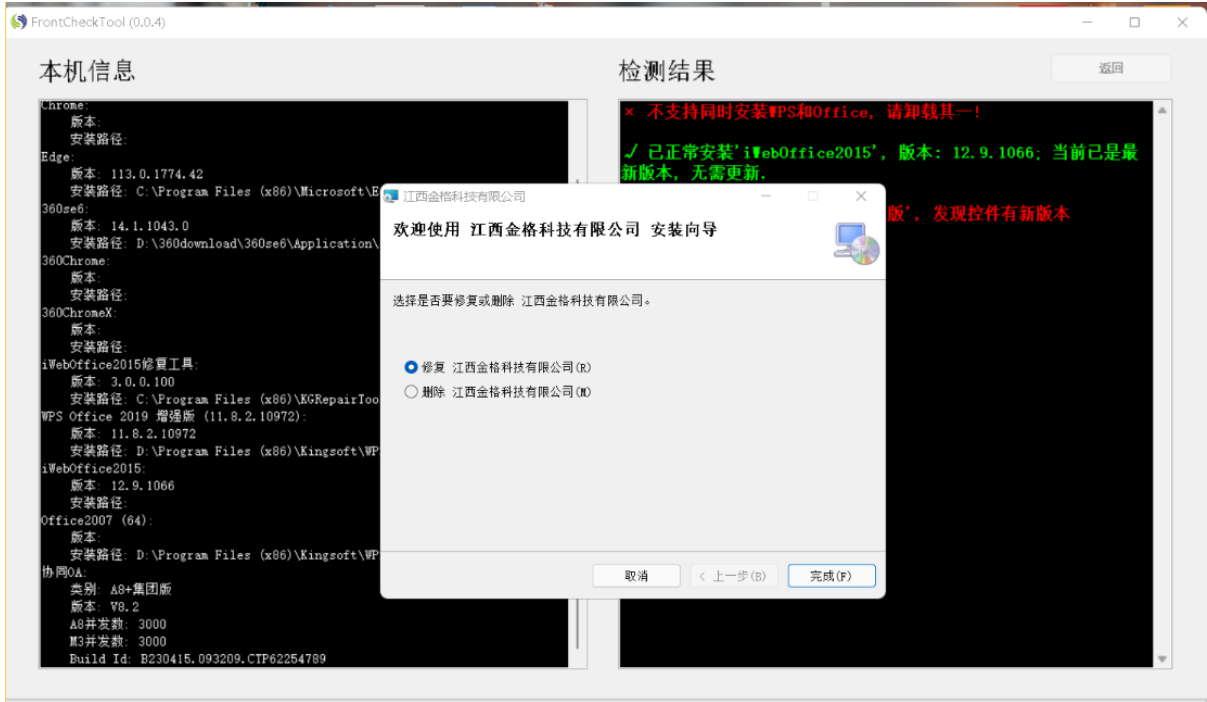 FrontCheckTool (0.0.4)
本机信息
Chrome:
版本:
安装路径:
Edge:
版本: 113.0.1774.42
安装路径: C:\Program Files (x86)\Microsoft\E
360se6:
版本: 14.1.1043.0
安装路径: D:\360download\360se6\Application\
360Chrome:
版本:
安装路径:
360ChromeX:
版本:
安装路径:
iWebOffice2015修复工具:
版本: 3.0.0.100
安装路径: C:\Program Files (x86)\KGRepairToo
WPS Office 2019 增强版 (11.8.2.10972):
版本: 11.8.2.10972
安装路径: D:\Program Files (x86)\Kingsoft\WP
iWebOffice2015:
版本: 12.9.1066
安装路径:
Office2007 (64):
版本:
安装路径: D:\Program Files (x86)\Kingsoft\WP
协同OA:
类别: A8+集团版
版本: V8.2
A8并发数: 3000
M3并发数: 3000
Build Id: B230415.093209.CTP62254789
检测结果
返回
× 不支持同时安装WPS和Office, 请卸载其一!
√ 已正常安装'iWebOffice2015', 版本: 12.9.1066; 当前已是最
新版本, 无需更新.
版', 发现控件有新版本
江西金格科技有限公司
欢迎使用 江西金格科技有限公司 安装向导
选择是否要修复或删除 江西金格科技有限公司。
修复 江西金格科技有限公司(R)
删除 江西金格科技有限公司(M)
取消
< 上一步(B)
完成(F)